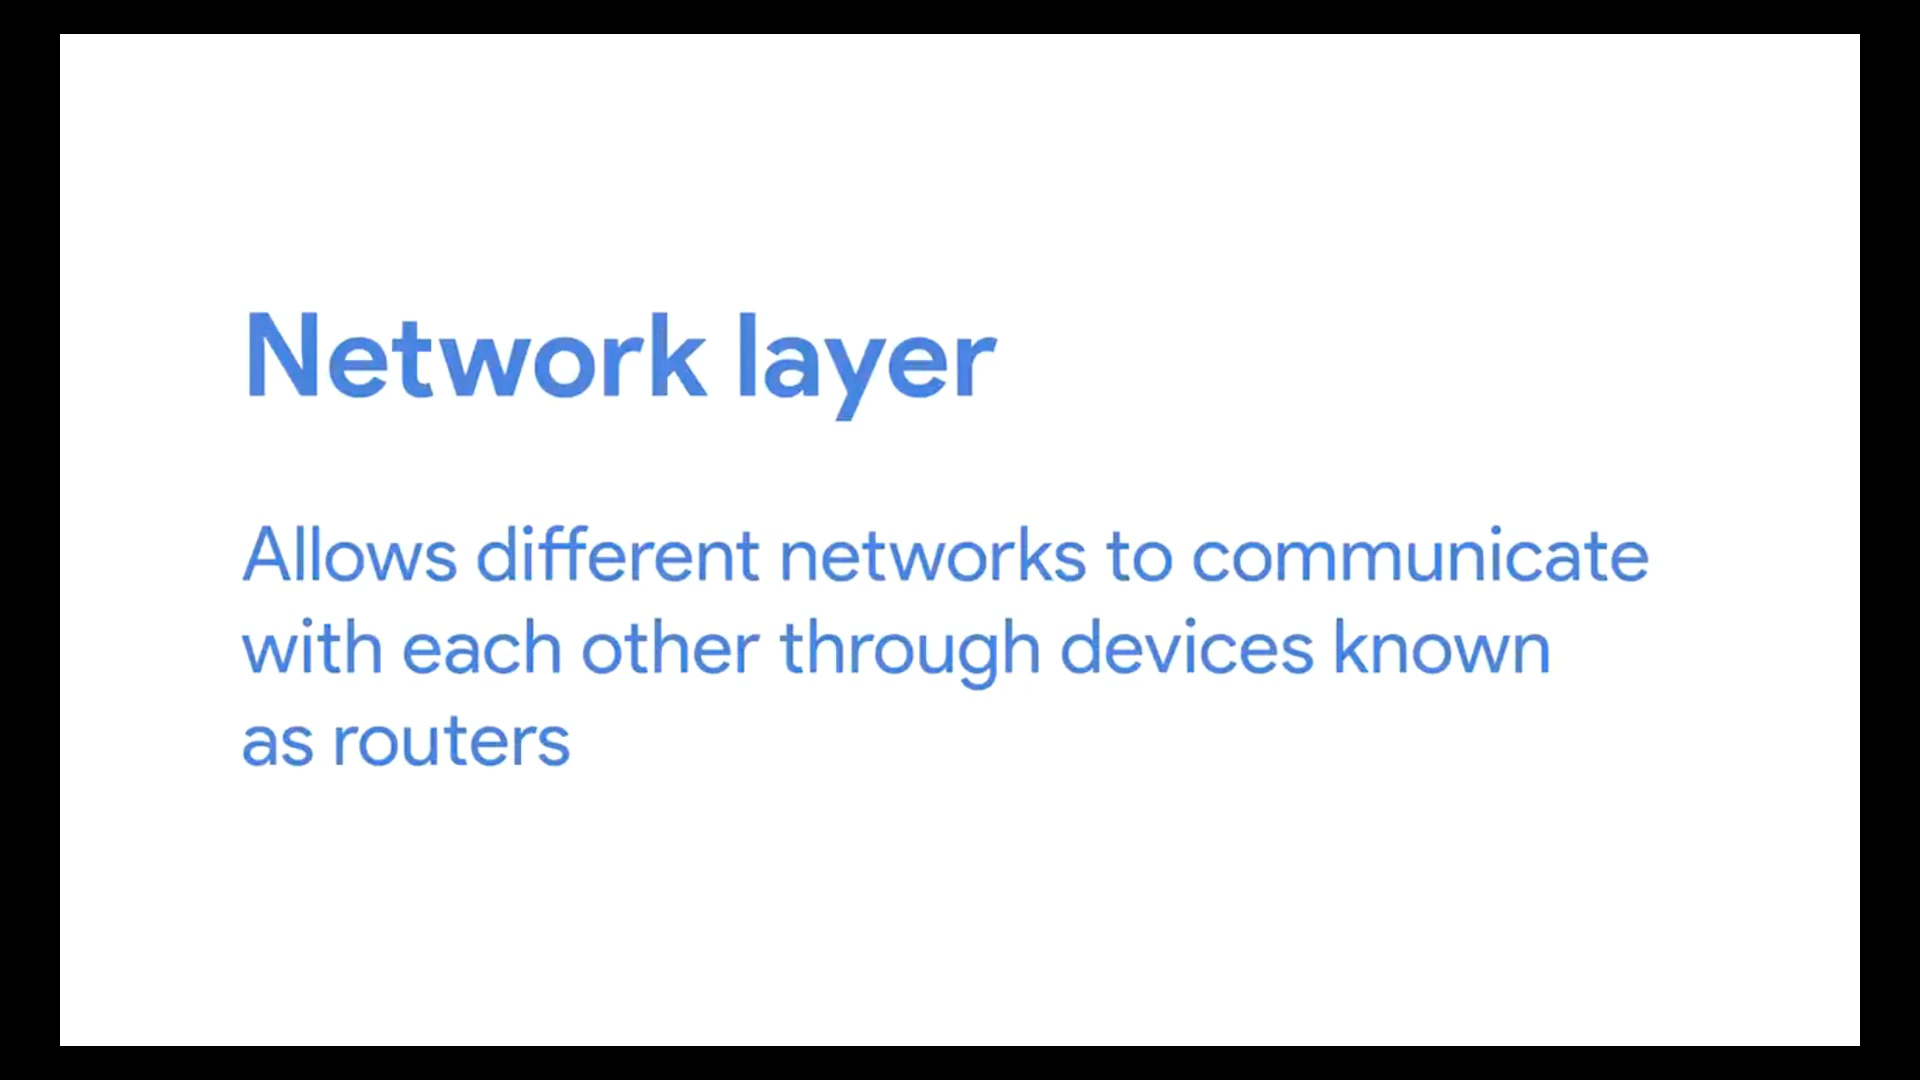 Network layer
Allows different networks to communicate
with each other through devices known
as routers